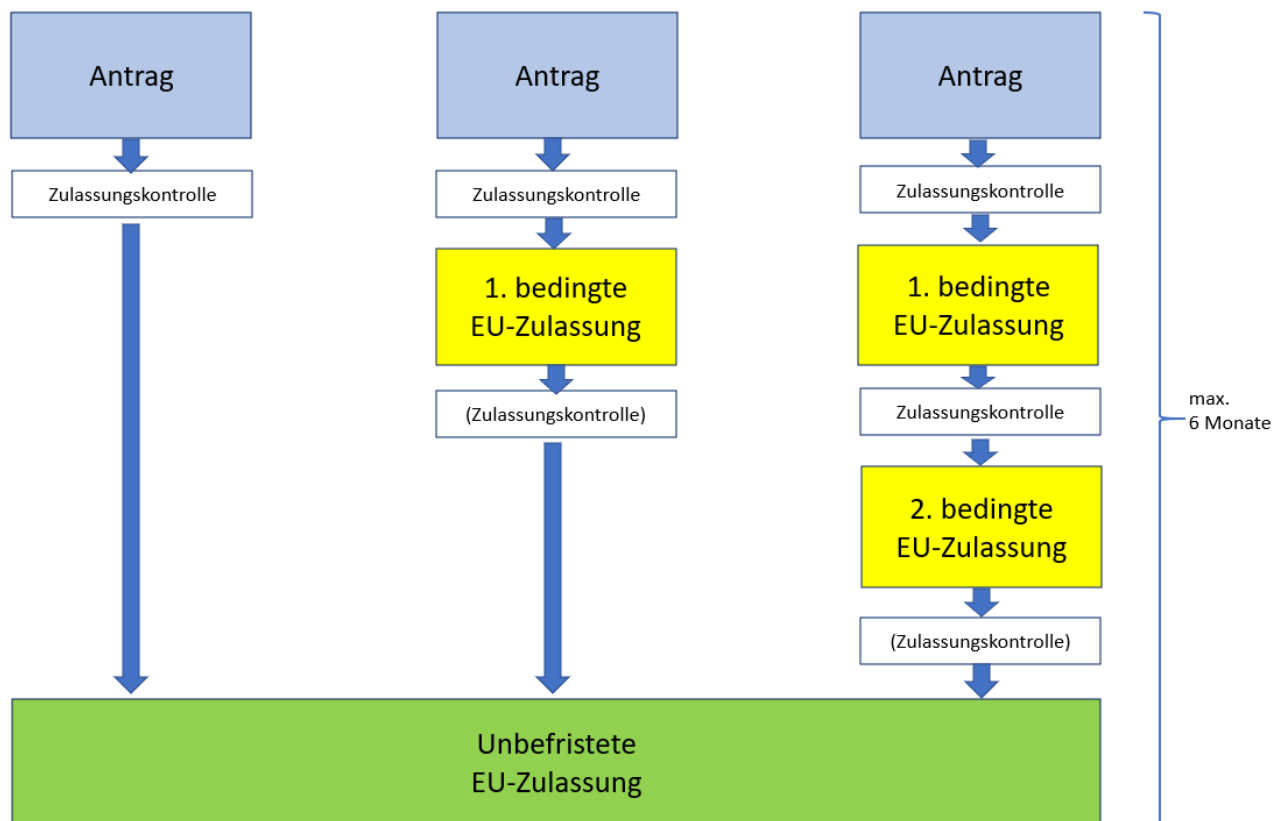 Antrag
Zulassungskontrolle
Antrag
Zulassungskontrolle
1. bedingte
EU-Zulassung
(Zulassungskontrolle)
Antrag
Zulassungskontrolle
1. bedingte
EU-Zulassung
Zulassungskontrolle
2. bedingte
EU-Zulassung
(Zulassungskontrolle)
Unbefristete
EU-Zulassung
max.
6 Monate